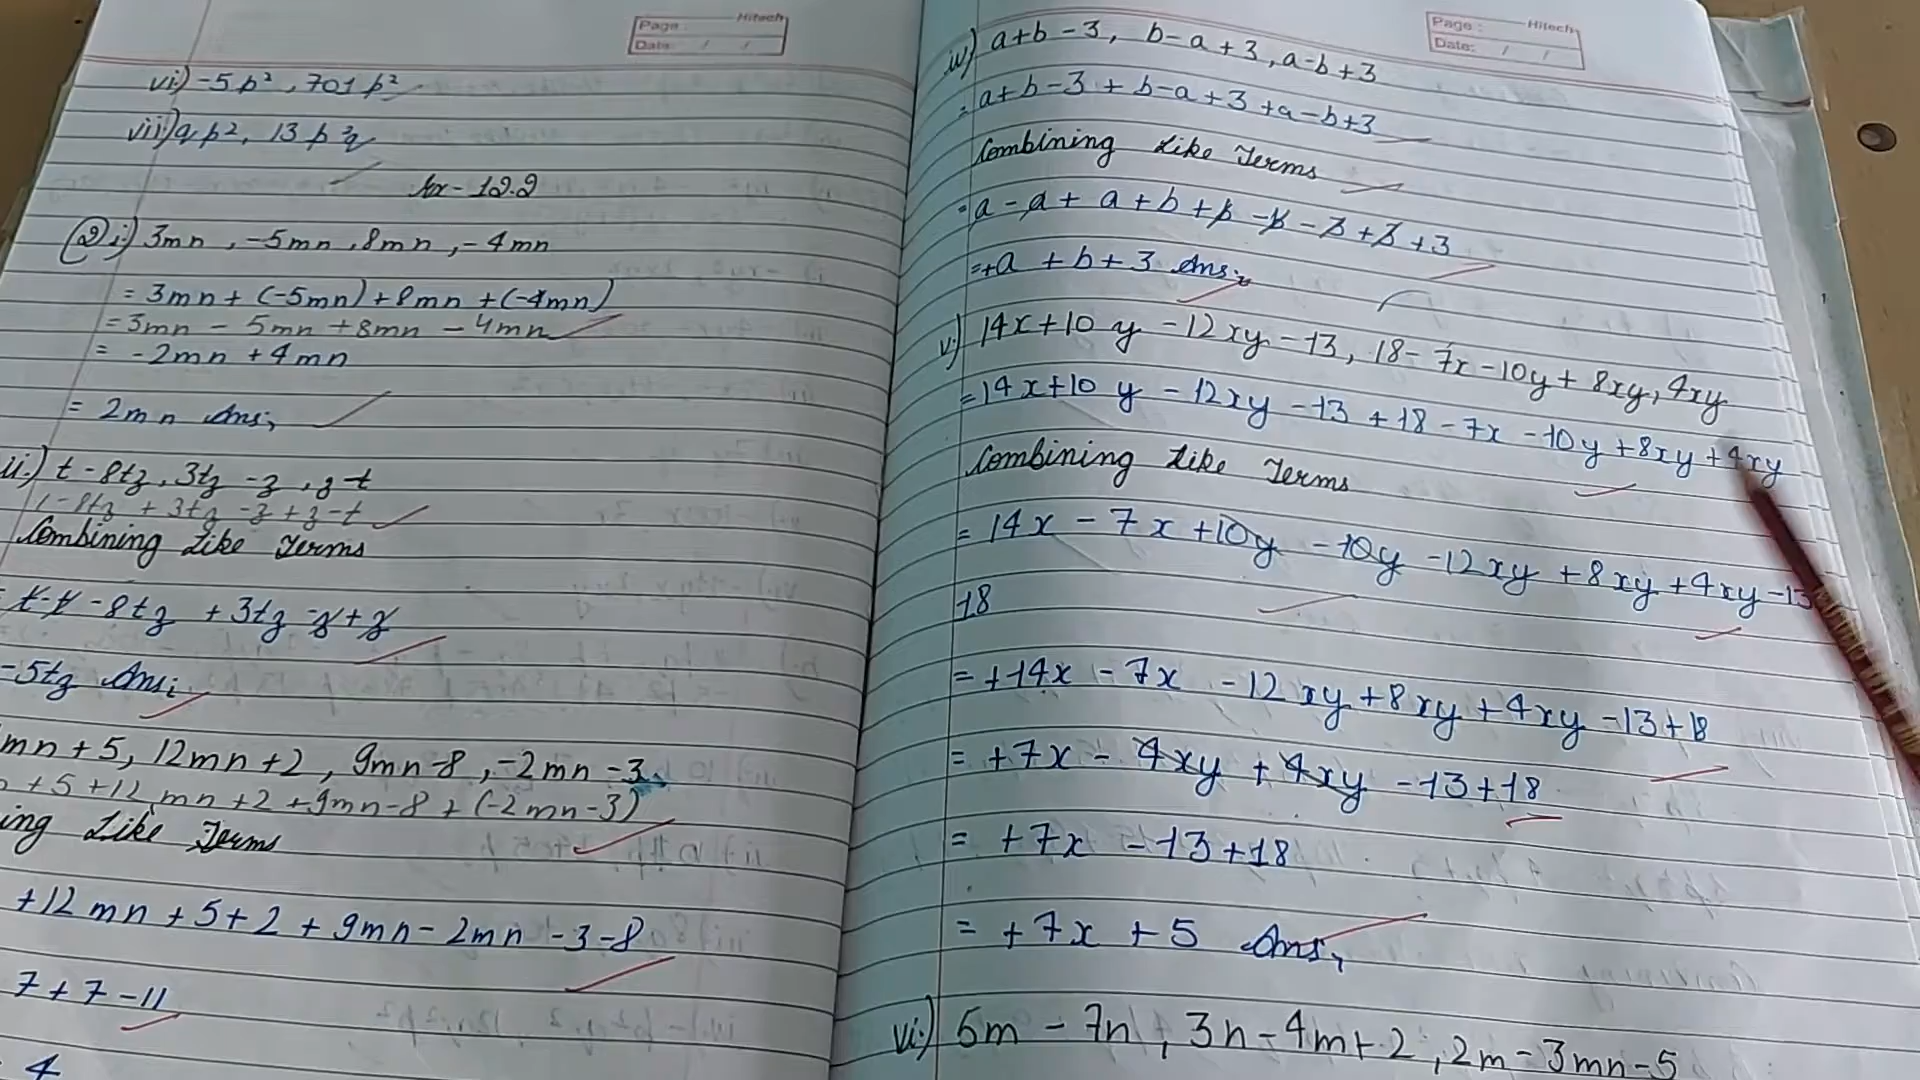 Page : Hitech
Date: / /
vi) -5p², 701p²
vii) qp², 13p²q
Ex-12.2
(2) i) 3mn, -5mn, 8mn, -4mn
= 3mn + (-5mn) + 8mn + (-4mn)
= 3mn - 5mn + 8mn - 4mn
= -2mn + 4mn
= 2mn Ans,
ii) t - 8tz, 3tz - z, z - t
t - 8tz + 3tz - z + z - t
Combining Like Terms
t - t - 8tz + 3tz - z + z
-5tz Ans,
mn + 5, 12mn + 2, 9mn - 8, -2mn - 3
+ 5 + 12mn + 2 + 9mn - 8 + (-2mn - 3)
ing Like Terms
+12mn + 5 + 2 + 9mn - 2mn - 3 - 8
7 + 7 - 11
4
Page : Hitech
Date: / /
iv) a+b-3, b-a+3, a-b+3
= a+b-3 + b-a+3 + a-b+3
Combining Like Terms
= a - a + a + b + b - b - 3 + 3 + 3
= +a + b + 3 Ans,
v) 14x + 10y - 12xy - 13, 18 - 7x - 10y + 8xy, 4xy
= 14x + 10y - 12xy - 13 + 18 - 7x - 10y + 8xy + 4xy
Combining Like Terms
= 14x - 7x + 10y - 10y - 12xy + 8xy + 4xy - 13
18
= +14x - 7x - 12xy + 8xy + 4xy - 13 + 18
= +7x - 4xy + 4xy - 13 + 18
= +7x - 13 + 18
= +7x + 5 Ans,
vi) 5m - 7n, 3n - 4m + 2, 2m - 3mn - 5